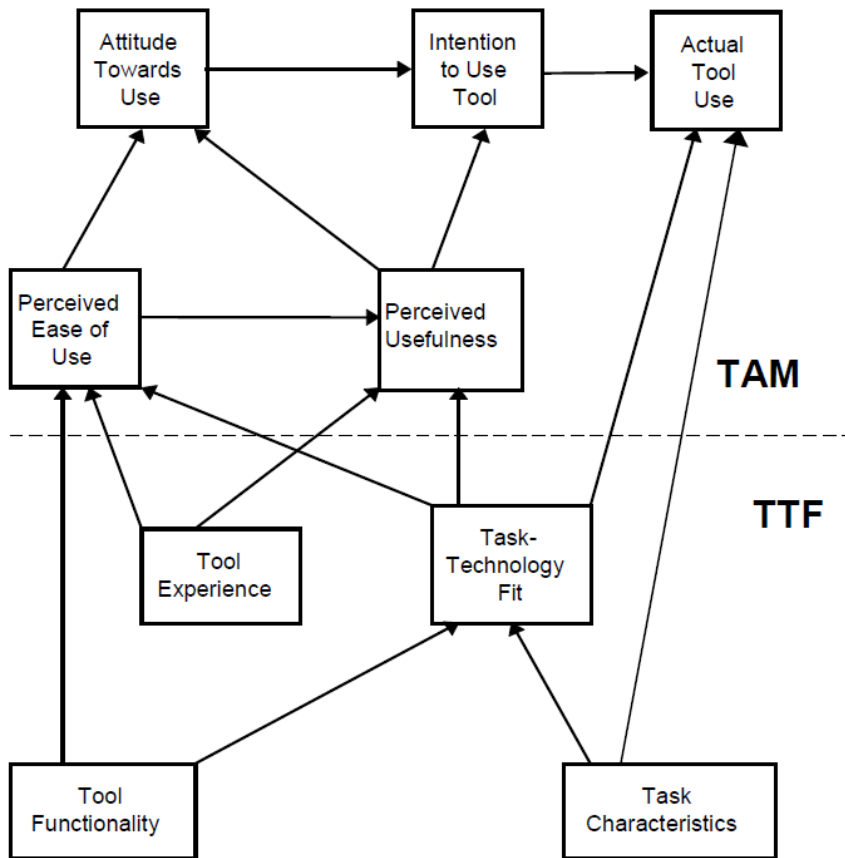 Attitude
Towards
Use
Intention
to Use
Tool
Actual
Tool
Use
Perceived
Ease of
Use
Perceived
Usefulness
TAM
TTF
Tool
Experience
Task-
Technology
Fit
Tool
Functionality
Task
Characteristics